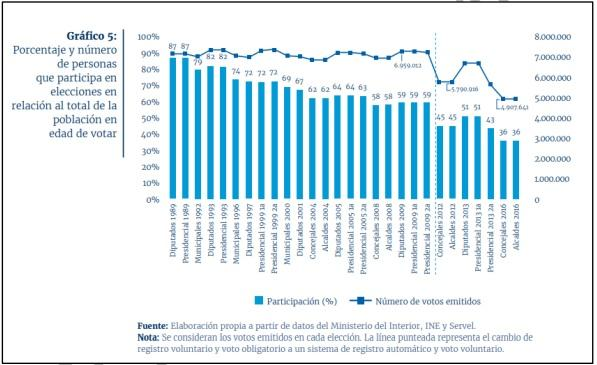 Gráfico 5:
Porcentaje y número
de personas
que participa en
elecciones en
relación al total de la
población en
edad de votar
100%
90%
80%
70%
60%
50%
40%
30%
20%
10%
0%
87 87 79 82 82 74 72 72 72 69 67 62 62 64 64 63 58 58 59 59 59 45 45 51 51 43 36 36
6.959.012
5.790.916
4.907.641
8.000.000
7.000.000
6.000.000
5.000.000
4.000.000
3.000.000
2.000.000
1.000.000
0
Diputados 1989
Presidencial 1989
Municipales 1992
Diputados 1993
Presidencial 1993
Municipales 1996
Diputados 1997
Presidencial 1999 1a
Presidencial 1999 2a
Municipales 2000
Diputados 2001
Concejales 2004
Alcaldes 2004
Diputados 2005
Presidencial 2005 1a
Presidencial 2005 2a
Concejales 2008
Alcaldes 2008
Diputados 2009
Presidencial 2009 1a
Presidencial 2009 2a
Concejales 2012
Alcaldes 2012
Diputados 2013
Presidencial 2013 1a
Presidencial 2013 2a
Concejales 2016
Alcaldes 2016
Participación (%) Número de votos emitidos
Fuente: Elaboración propia a partir de datos del Ministerio del Interior, INE y Servel.
Nota: Se consideran los votos emitidos en cada elección. La línea punteada representa el cambio de
registro voluntario y voto obligatorio a un sistema de registro automático y voto voluntario.